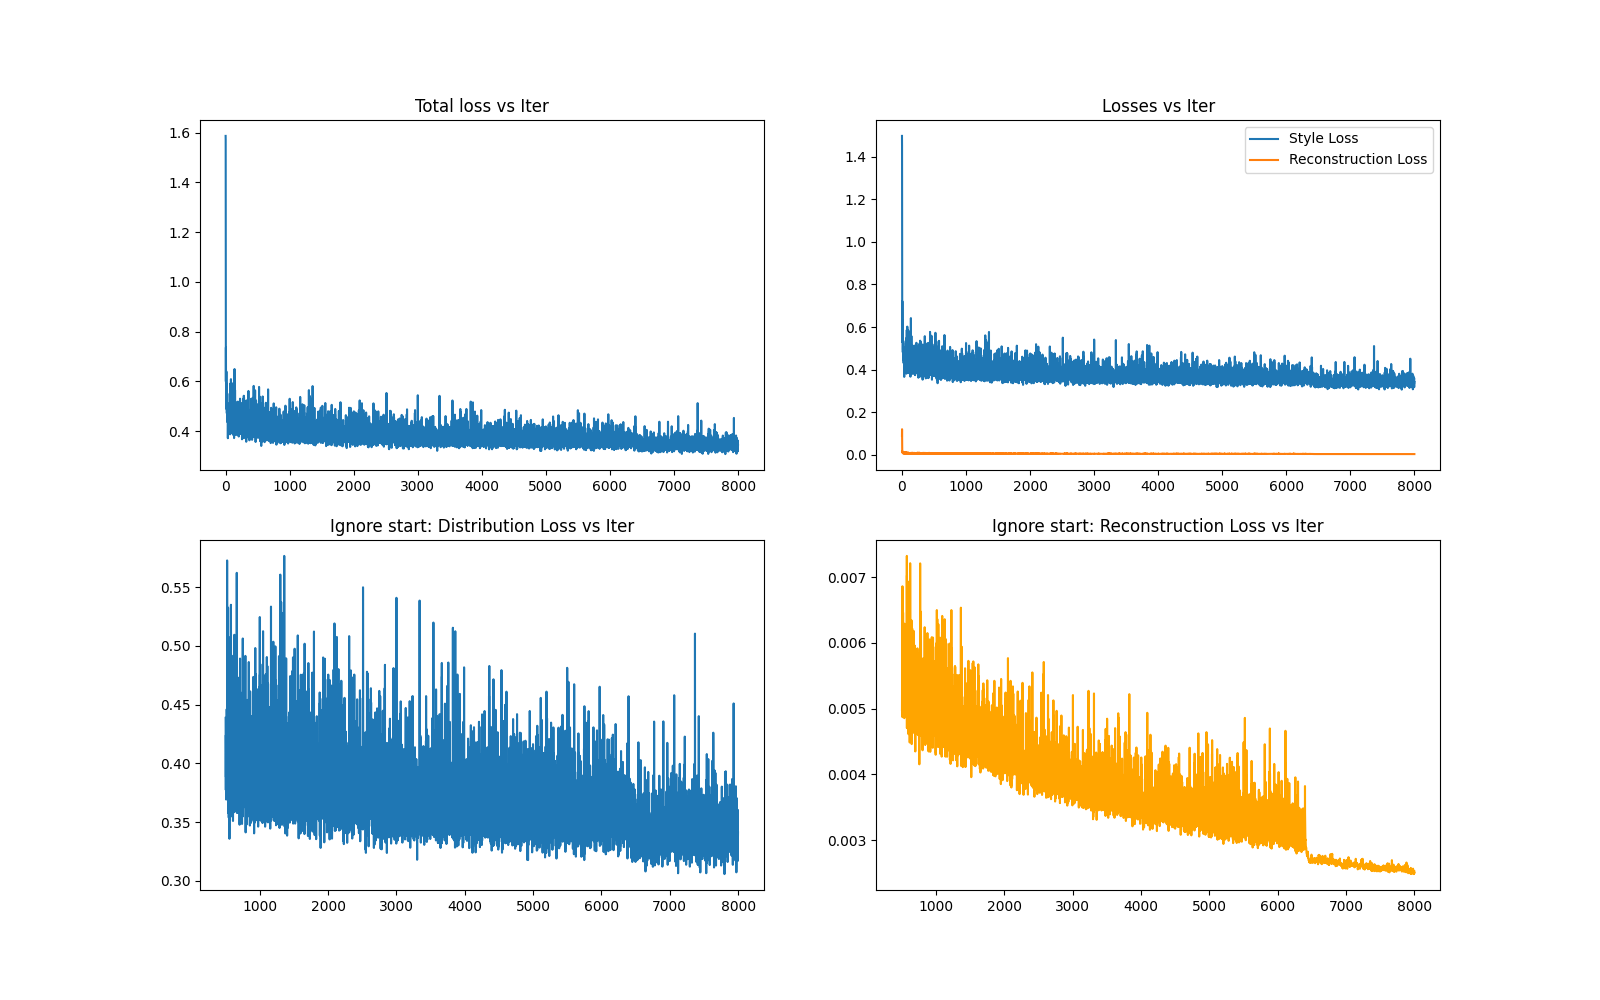 Total loss vs Iter
1.6
1.4
1.2
1.0
0.8
0.6
0.4
0 1000 2000 3000 4000 5000 6000 7000 8000
Losses vs Iter
Style Loss
Reconstruction Loss
1.4
1.2
1.0
0.8
0.6
0.4
0.2
0.0
0 1000 2000 3000 4000 5000 6000 7000 8000
Ignore start: Distribution Loss vs Iter
0.55
0.50
0.45
0.40
0.35
0.30
1000 2000 3000 4000 5000 6000 7000 8000
Ignore start: Reconstruction Loss vs Iter
0.007
0.006
0.005
0.004
0.003
1000 2000 3000 4000 5000 6000 7000 8000